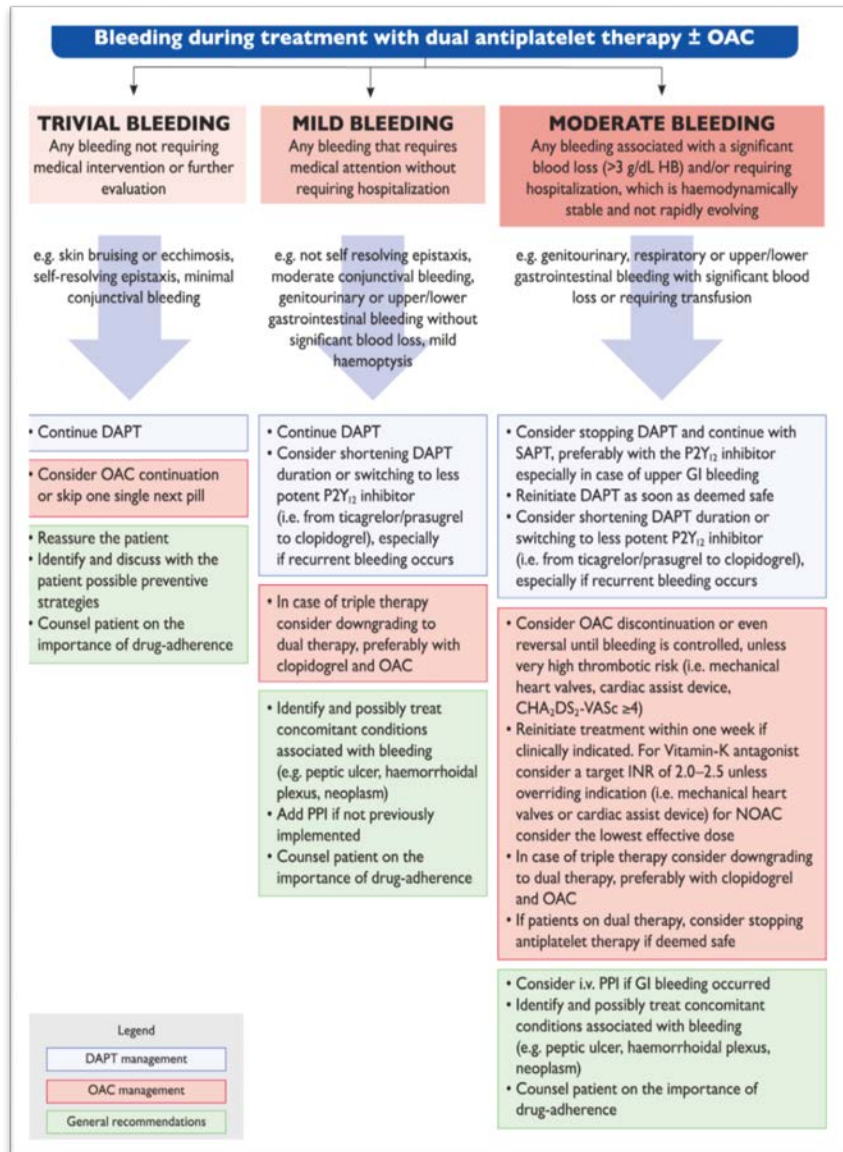 Bleeding during treatment with dual antiplatelet therapy ± OAC
TRIVIAL BLEEDING
Any bleeding not requiring
medical intervention or further
evaluation
e.g. skin bruising or ecchimosis,
self-resolving epistaxis, minimal
conjunctival bleeding
• Continue DAPT
• Consider OAC continuation
or skip one single next pill
• Reassure the patient
• Identify and discuss with the
patient possible preventive
strategies
• Counsel patient on the
importance of drug-adherence
MILD BLEEDING
Any bleeding that requires
medical attention without
requiring hospitalization
e.g. not self resolving epistaxis,
moderate conjunctival bleeding,
genitourinary or upper/lower
gastrointestinal bleeding without
significant blood loss, mild
haemoptysis
• Continue DAPT
• Consider shortening DAPT
duration or switching to less
potent P2Y₁₂ inhibitor
(i.e. from ticagrelor/prasugrel
to clopidogrel), especially
if recurrent bleeding occurs
• In case of triple therapy
consider downgrading to
dual therapy, preferably with
clopidogrel and OAC
• Identify and possibly treat
concomitant conditions
associated with bleeding
(e.g. peptic ulcer, haemorrhoidal
plexus, neoplasm)
• Add PPI if not previously
implemented
• Counsel patient on the
importance of drug-adherence
MODERATE BLEEDING
Any bleeding associated with a significant
blood loss (>3 g/dL HB) and/or requiring
hospitalization, which is haemodynamically
stable and not rapidly evolving
e.g. genitourinary, respiratory or upper/lower
gastrointestinal bleeding with significant blood
loss or requiring transfusion
• Consider stopping DAPT and continue with
SAPT, preferably with the P2Y₁₂ inhibitor
especially in case of upper GI bleeding
• Reinitiate DAPT as soon as deemed safe
• Consider shortening DAPT duration or
switching to less potent P2Y₁₂ inhibitor
(i.e. from ticagrelor/prasugrel to clopidogrel),
especially if recurrent bleeding occurs
• Consider OAC discontinuation or even
reversal until bleeding is controlled, unless
very high thrombotic risk (i.e. mechanical
heart valves, cardiac assist device,
CHA₂DS₂-VASc ≥4)
• Reinitiate treatment within one week if
clinically indicated. For Vitamin-K antagonist
consider a target INR of 2.0–2.5 unless
overriding indication (i.e. mechanical heart
valves or cardiac assist device) for NOAC
consider the lowest effective dose
• In case of triple therapy consider downgrading
to dual therapy, preferably with clopidogrel
and OAC
• If patients on dual therapy, consider stopping
antiplatelet therapy if deemed safe
• Consider i.v. PPI if GI bleeding occurred
• Identify and possibly treat concomitant
conditions associated with bleeding
(e.g. peptic ulcer, haemorrhoidal plexus,
neoplasm)
• Counsel patient on the importance of
drug-adherence
Legend
DAPT management
OAC management
General recommendations